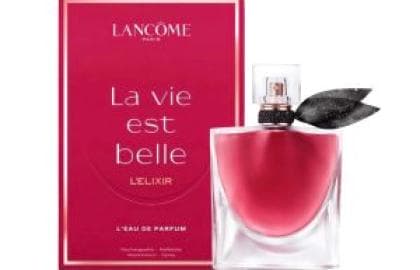 LANCÔME
PARIS
La vie
est
belle
L'ELIXIR
L'EAU DE PARFUM